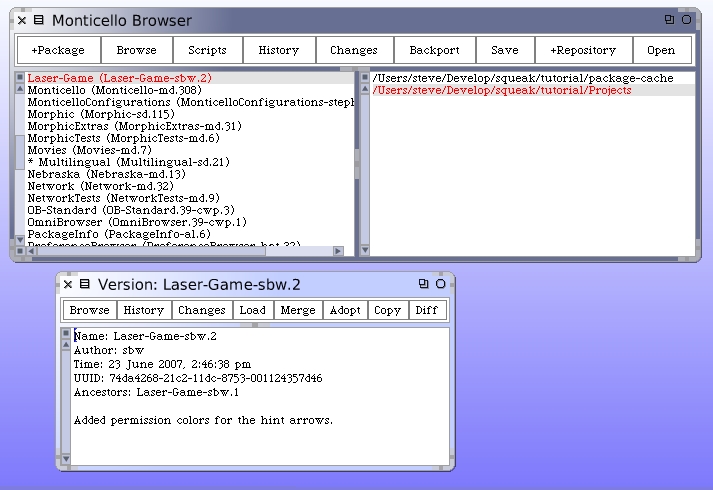 Monticello Browser
+Package Browse Scripts History Changes Backport Save +Repository Open
Laser-Game (Laser-Game-sbw.2)
Monticello (Monticello-md.308)
MonticelloConfigurations (MonticelloConfigurations-steph
Morphic (Morphic-sd.115)
MorphicExtras (MorphicExtras-md.31)
MorphicTests (MorphicTests-md.6)
Movies (Movies-md.7)
* Multilingual (Multilingual-sd.21)
Nebraska (Nebraska-md.13)
Network (Network-md.32)
NetworkTests (NetworkTests-md.9)
OB-Standard (OB-Standard.39-cwp.3)
OmniBrowser (OmniBrowser.39-cwp.1)
PackageInfo (PackageInfo-al.6)
PreferenceBrowser (PreferenceBrowser-hpt.32)
/Users/steve/Develop/squeak/tutorial/package-cache
/Users/steve/Develop/squeak/tutorial/Projects
Version: Laser-Game-sbw.2
Browse History Changes Load Merge Adopt Copy Diff
Name: Laser-Game-sbw.2
Author: sbw
Time: 23 June 2007, 2:46:38 pm
UUID: 74da4268-21c2-11dc-8753-001124357d46
Ancestors: Laser-Game-sbw.1
Added permission colors for the hint arrows.